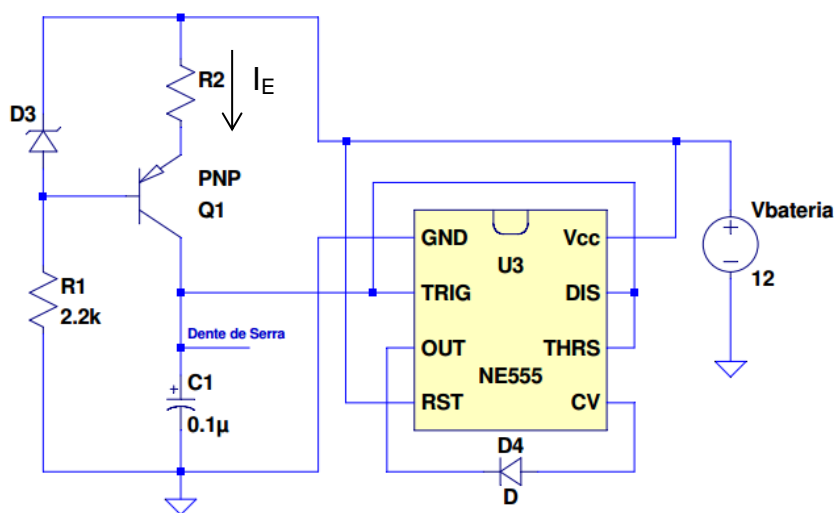 R2
I_E
D3
PNP
Q1
R1
2.2k
Dente de Serra
C1
+
0.1µ
GND
Vcc
U3
TRIG
DIS
OUT
THRS
NE555
RST
CV
D4
D
Vbateria
+
−
12